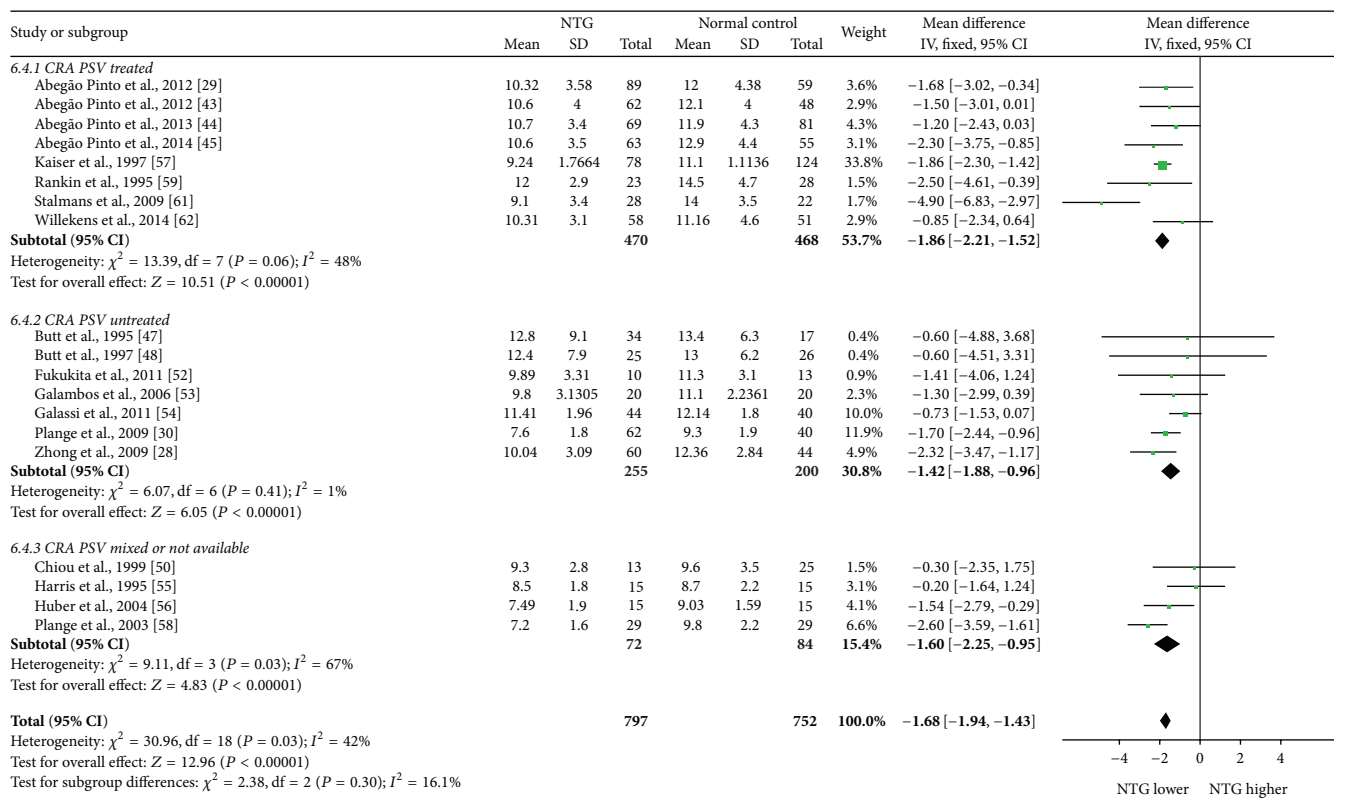 Study or subgroup NTG Normal control Weight Mean difference Mean difference
Mean SD Total Mean SD Total IV, fixed, 95% CI IV, fixed, 95% CI
6.4.1 CRA PSV treated
Abegão Pinto et al., 2012 [29] 10.32 3.58 89 12 4.38 59 3.6% −1.68 [−3.02, −0.34]
Abegão Pinto et al., 2012 [43] 10.6 4 62 12.1 4 48 2.9% −1.50 [−3.01, 0.01]
Abegão Pinto et al., 2013 [44] 10.7 3.4 69 11.9 4.3 81 4.3% −1.20 [−2.43, 0.03]
Abegão Pinto et al., 2014 [45] 10.6 3.5 63 12.9 4.4 55 3.1% −2.30 [−3.75, −0.85]
Kaiser et al., 1997 [57] 9.24 1.7664 78 11.1 1.1136 124 33.8% −1.86 [−2.30, −1.42]
Rankin et al., 1995 [59] 12 2.9 23 14.5 4.7 28 1.5% −2.50 [−4.61, −0.39]
Stalmans et al., 2009 [61] 9.1 3.4 28 14 3.5 22 1.7% −4.90 [−6.83, −2.97]
Willekens et al., 2014 [62] 10.31 3.1 58 11.16 4.6 51 2.9% −0.85 [−2.34, 0.64]
Subtotal (95% CI) 470 468 53.7% −1.86 [−2.21, −1.52]
Heterogeneity: χ² = 13.39, df = 7 (P = 0.06); I² = 48%
Test for overall effect: Z = 10.51 (P < 0.00001)
6.4.2 CRA PSV untreated
Butt et al., 1995 [47] 12.8 9.1 34 13.4 6.3 17 0.4% −0.60 [−4.88, 3.68]
Butt et al., 1997 [48] 12.4 7.9 25 13 6.2 26 0.4% −0.60 [−4.51, 3.31]
Fukukita et al., 2011 [52] 9.89 3.31 10 11.3 3.1 13 0.9% −1.41 [−4.06, 1.24]
Galambos et al., 2006 [53] 9.8 3.1305 20 11.1 2.2361 20 2.3% −1.30 [−2.99, 0.39]
Galassi et al., 2011 [54] 11.41 1.96 44 12.14 1.8 40 10.0% −0.73 [−1.53, 0.07]
Plange et al., 2009 [30] 7.6 1.8 62 9.3 1.9 40 11.9% −1.70 [−2.44, −0.96]
Zhong et al., 2009 [28] 10.04 3.09 60 12.36 2.84 44 4.9% −2.32 [−3.47, −1.17]
Subtotal (95% CI) 255 200 30.8% −1.42 [−1.88, −0.96]
Heterogeneity: χ² = 6.07, df = 6 (P = 0.41); I² = 1%
Test for overall effect: Z = 6.05 (P < 0.00001)
6.4.3 CRA PSV mixed or not available
Chiou et al., 1999 [50] 9.3 2.8 13 9.6 3.5 25 1.5% −0.30 [−2.35, 1.75]
Harris et al., 1995 [55] 8.5 1.8 15 8.7 2.2 15 3.1% −0.20 [−1.64, 1.24]
Huber et al., 2004 [56] 7.49 1.9 15 9.03 1.59 15 4.1% −1.54 [−2.79, −0.29]
Plange et al., 2003 [58] 7.2 1.6 29 9.8 2.2 29 6.6% −2.60 [−3.59, −1.61]
Subtotal (95% CI) 72 84 15.4% −1.60 [−2.25, −0.95]
Heterogeneity: χ² = 9.11, df = 3 (P = 0.03); I² = 67%
Test for overall effect: Z = 4.83 (P < 0.00001)
Total (95% CI) 797 752 100.0% −1.68 [−1.94, −1.43]
Heterogeneity: χ² = 30.96, df = 18 (P = 0.03); I² = 42%
Test for overall effect: Z = 12.96 (P < 0.00001)
Test for subgroup differences: χ² = 2.38, df = 2 (P = 0.30); I² = 16.1%
−4 −2 0 2 4
NTG lower NTG higher